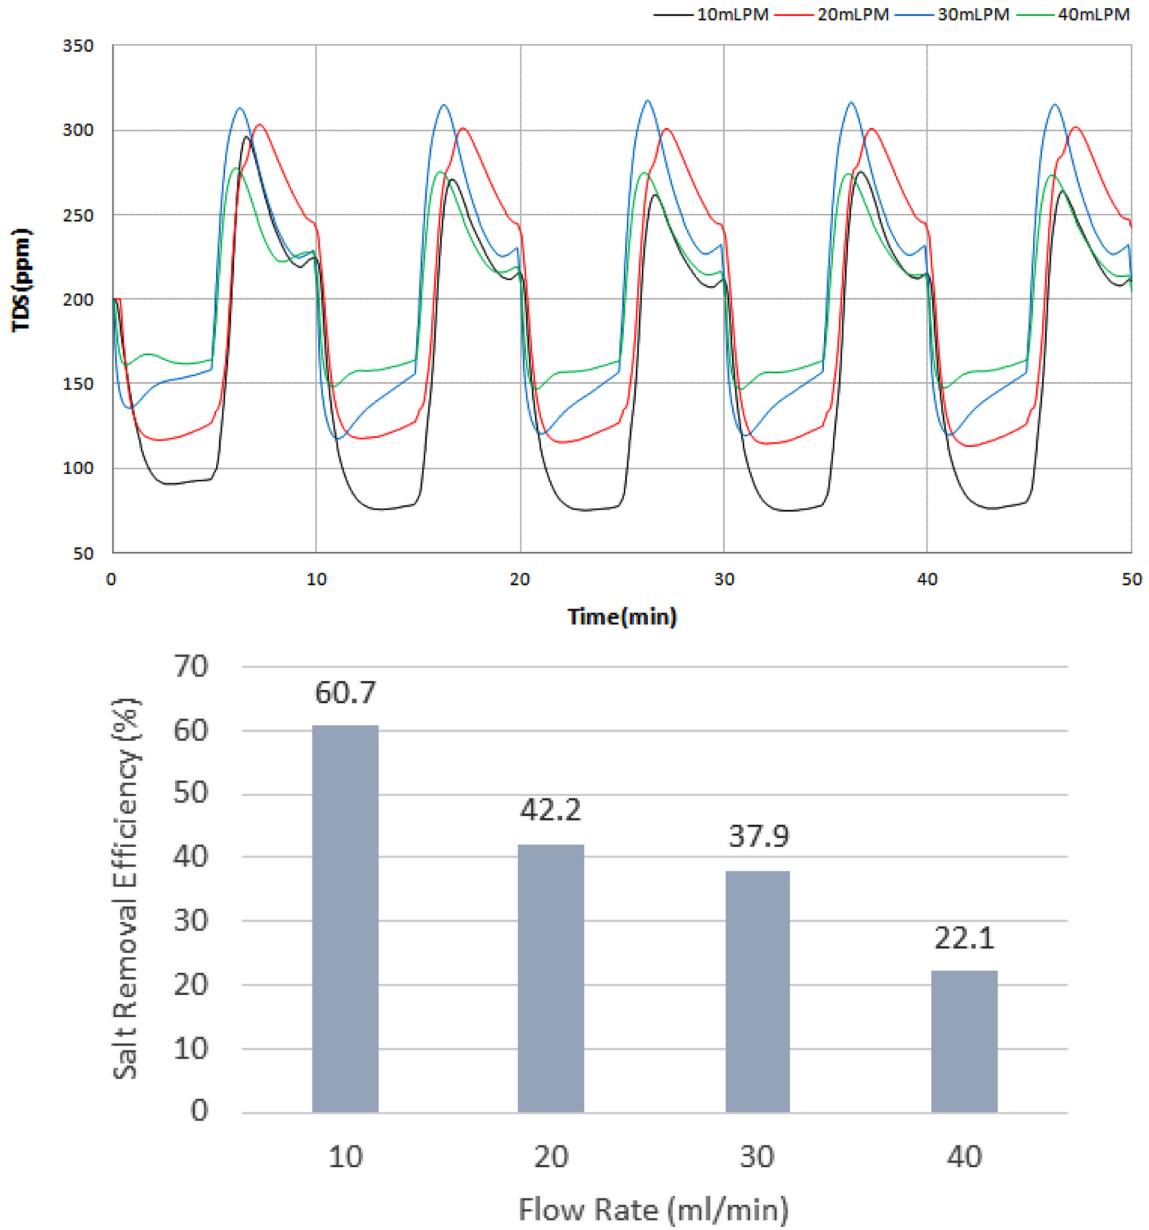 10mLPM 20mLPM 30mLPM 40mLPM
350
300
250
200
150
100
50
TDS(ppm)
0 10 20 30 40 50
Time(min)
70
60
50
40
30
20
10
0
Salt Removal Efficiency (%)
60.7
42.2
37.9
22.1
10 20 30 40
Flow Rate (ml/min)